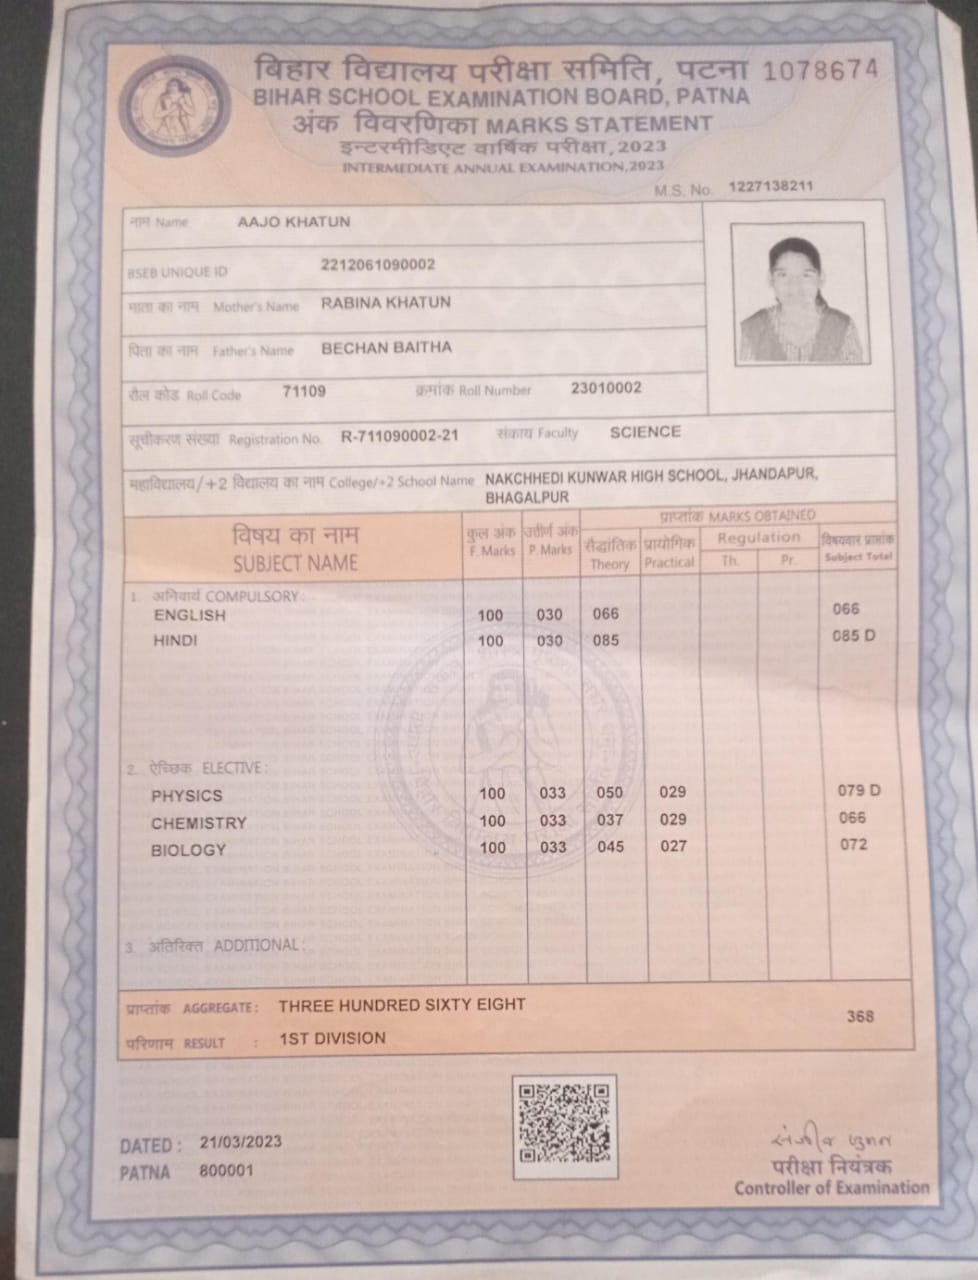 बिहार विद्यालय परीक्षा समिति, पटना 1078674
BIHAR SCHOOL EXAMINATION BOARD, PATNA
अंक विवरणिका MARKS STATEMENT
इन्टरमीडिएट वार्षिक परीक्षा, 2023
INTERMEDIATE ANNUAL EXAMINATION, 2023
M.S. No. 1227138211
नाम Name AAJO KHATUN
BSEB UNIQUE ID 2212061090002
माता का नाम Mother's Name RABINA KHATUN
पिता का नाम Father's Name BECHAN BAITHA
रौल कोड Roll Code 71109 क्रमांक Roll Number 23010002
सूचीकरण संख्या Registration No. R-711090002-21 संकाय Faculty SCIENCE
महाविद्यालय/+2 विद्यालय का नाम College/+2 School Name NAKCHHEDI KUNWAR HIGH SCHOOL, JHANDAPUR,
BHAGALPUR
विषय का नाम कुल अंक उत्तीर्ण अंक प्राप्तांक MARKS OBTAINED
SUBJECT NAME F. Marks P. Marks सैद्धांतिक प्रायोगिक Regulation विषयवार प्राप्तांक
Theory Practical Th. Pr. Subject Total
1. अनिवार्य COMPULSORY:
ENGLISH 100 030 066 066
HINDI 100 030 085 085 D
2. ऐच्छिक ELECTIVE:
PHYSICS 100 033 050 029 079 D
CHEMISTRY 100 033 037 029 066
BIOLOGY 100 033 045 027 072
3. अतिरिक्त ADDITIONAL:
प्राप्तांक AGGREGATE: THREE HUNDRED SIXTY EIGHT 368
परिणाम RESULT : 1ST DIVISION
DATED : 21/03/2023
PATNA 800001
परीक्षा नियंत्रक
Controller of Examination